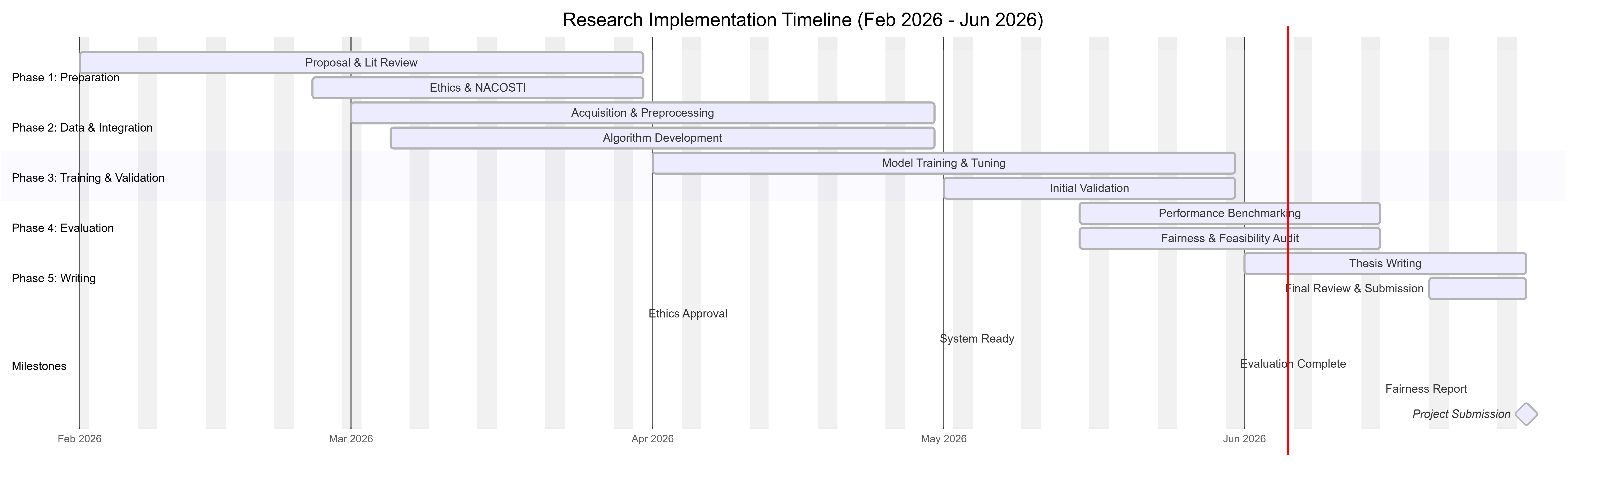 Research Implementation Timeline (Feb 2026 - Jun 2026)
Proposal & Lit Review
Phase 1: Preparation
Ethics & NACOSTI
Acquisition & Preprocessing
Phase 2: Data & Integration
Algorithm Development
Model Training & Tuning
Phase 3: Training & Validation
Initial Validation
Performance Benchmarking
Phase 4: Evaluation
Fairness & Feasibility Audit
Thesis Writing
Phase 5: Writing
Final Review & Submission
Ethics Approval
System Ready
Milestones
Evaluation Complete
Fairness Report
Project Submission
Feb 2026
Mar 2026
Apr 2026
May 2026
Jun 2026